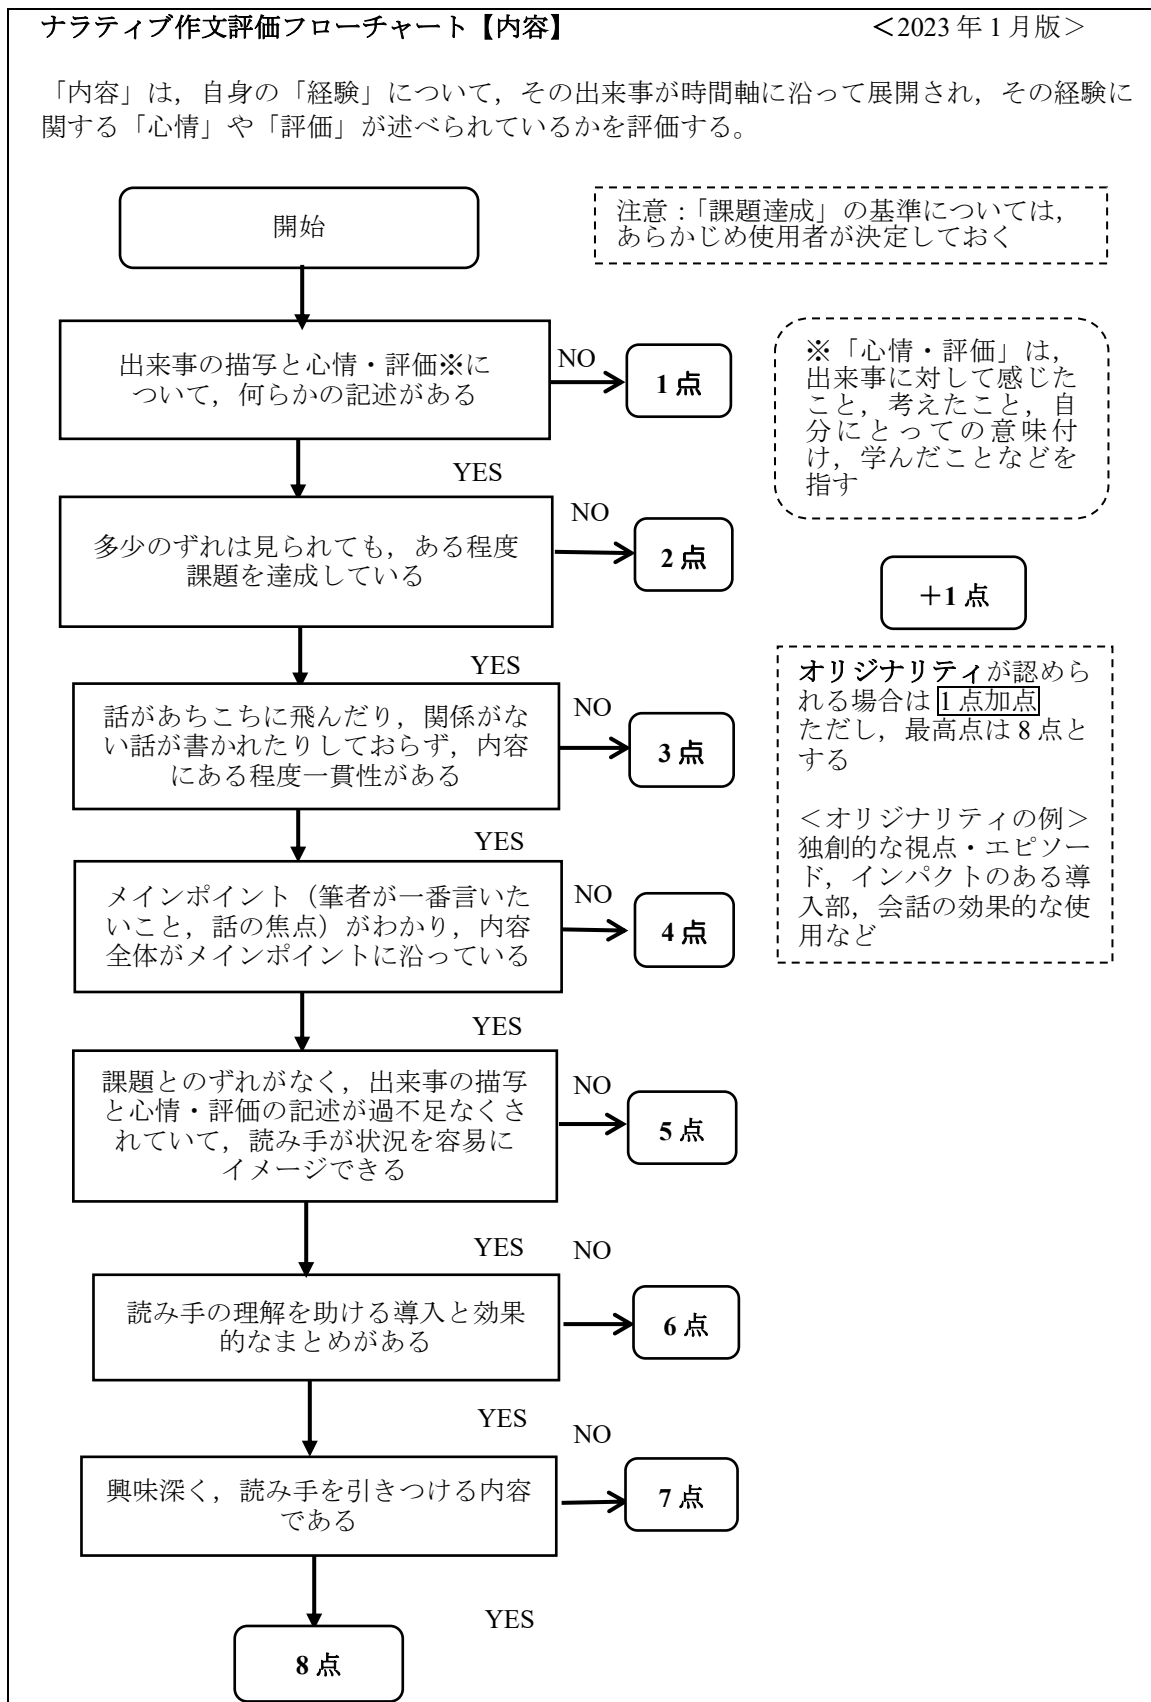 ナラティブ作文評価フローチャート【内容】 ＜2023年1月版＞
「内容」は，自身の「経験」について，その出来事が時間軸に沿って展開され，その経験に
関する「心情」や「評価」が述べられているかを評価する。
開始
注意：「課題達成」の基準については，
あらかじめ使用者が決定しておく
出来事の描写と心情・評価※に
ついて，何らかの記述がある
NO
1点
※「心情・評価」は，
出来事に対して感じた
こと，考えたこと，自
分にとっての意味付
け，学んだことなどを
指す
YES
多少のずれは見られても，ある程度
課題を達成している
NO
2点
＋1点
YES
オリジナリティが認めら
れる場合は 1点加点
ただし，最高点は8点と
する
＜オリジナリティの例＞
独創的な視点・エピソー
ド，インパクトのある導
入部，会話の効果的な使
用など
話があちこちに飛んだり，関係がな
い話が書かれたりしておらず，内容
にある程度一貫性がある
NO
3点
YES
メインポイント（筆者が一番言いた
いこと，話の焦点）がわかり，内容
全体がメインポイントに沿っている
NO
4点
YES
課題とのずれがなく，出来事の描写
と心情・評価の記述が過不足なくさ
れていて，読み手が状況を容易に
イメージできる
NO
5点
YES
読み手の理解を助ける導入と効果
的なまとめがある
NO
6点
YES
興味深く，読み手を引きつける内容
である
NO
7点
YES
8点